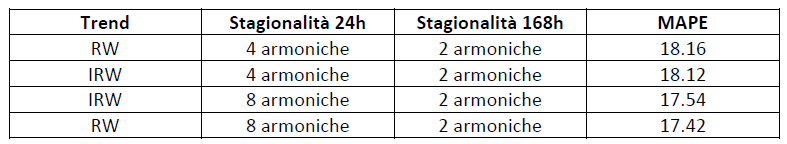 Trend Stagionalità 24h Stagionalità 168h MAPE
RW 4 armoniche 2 armoniche 18.16
IRW 4 armoniche 2 armoniche 18.12
IRW 8 armoniche 2 armoniche 17.54
RW 8 armoniche 2 armoniche 17.42